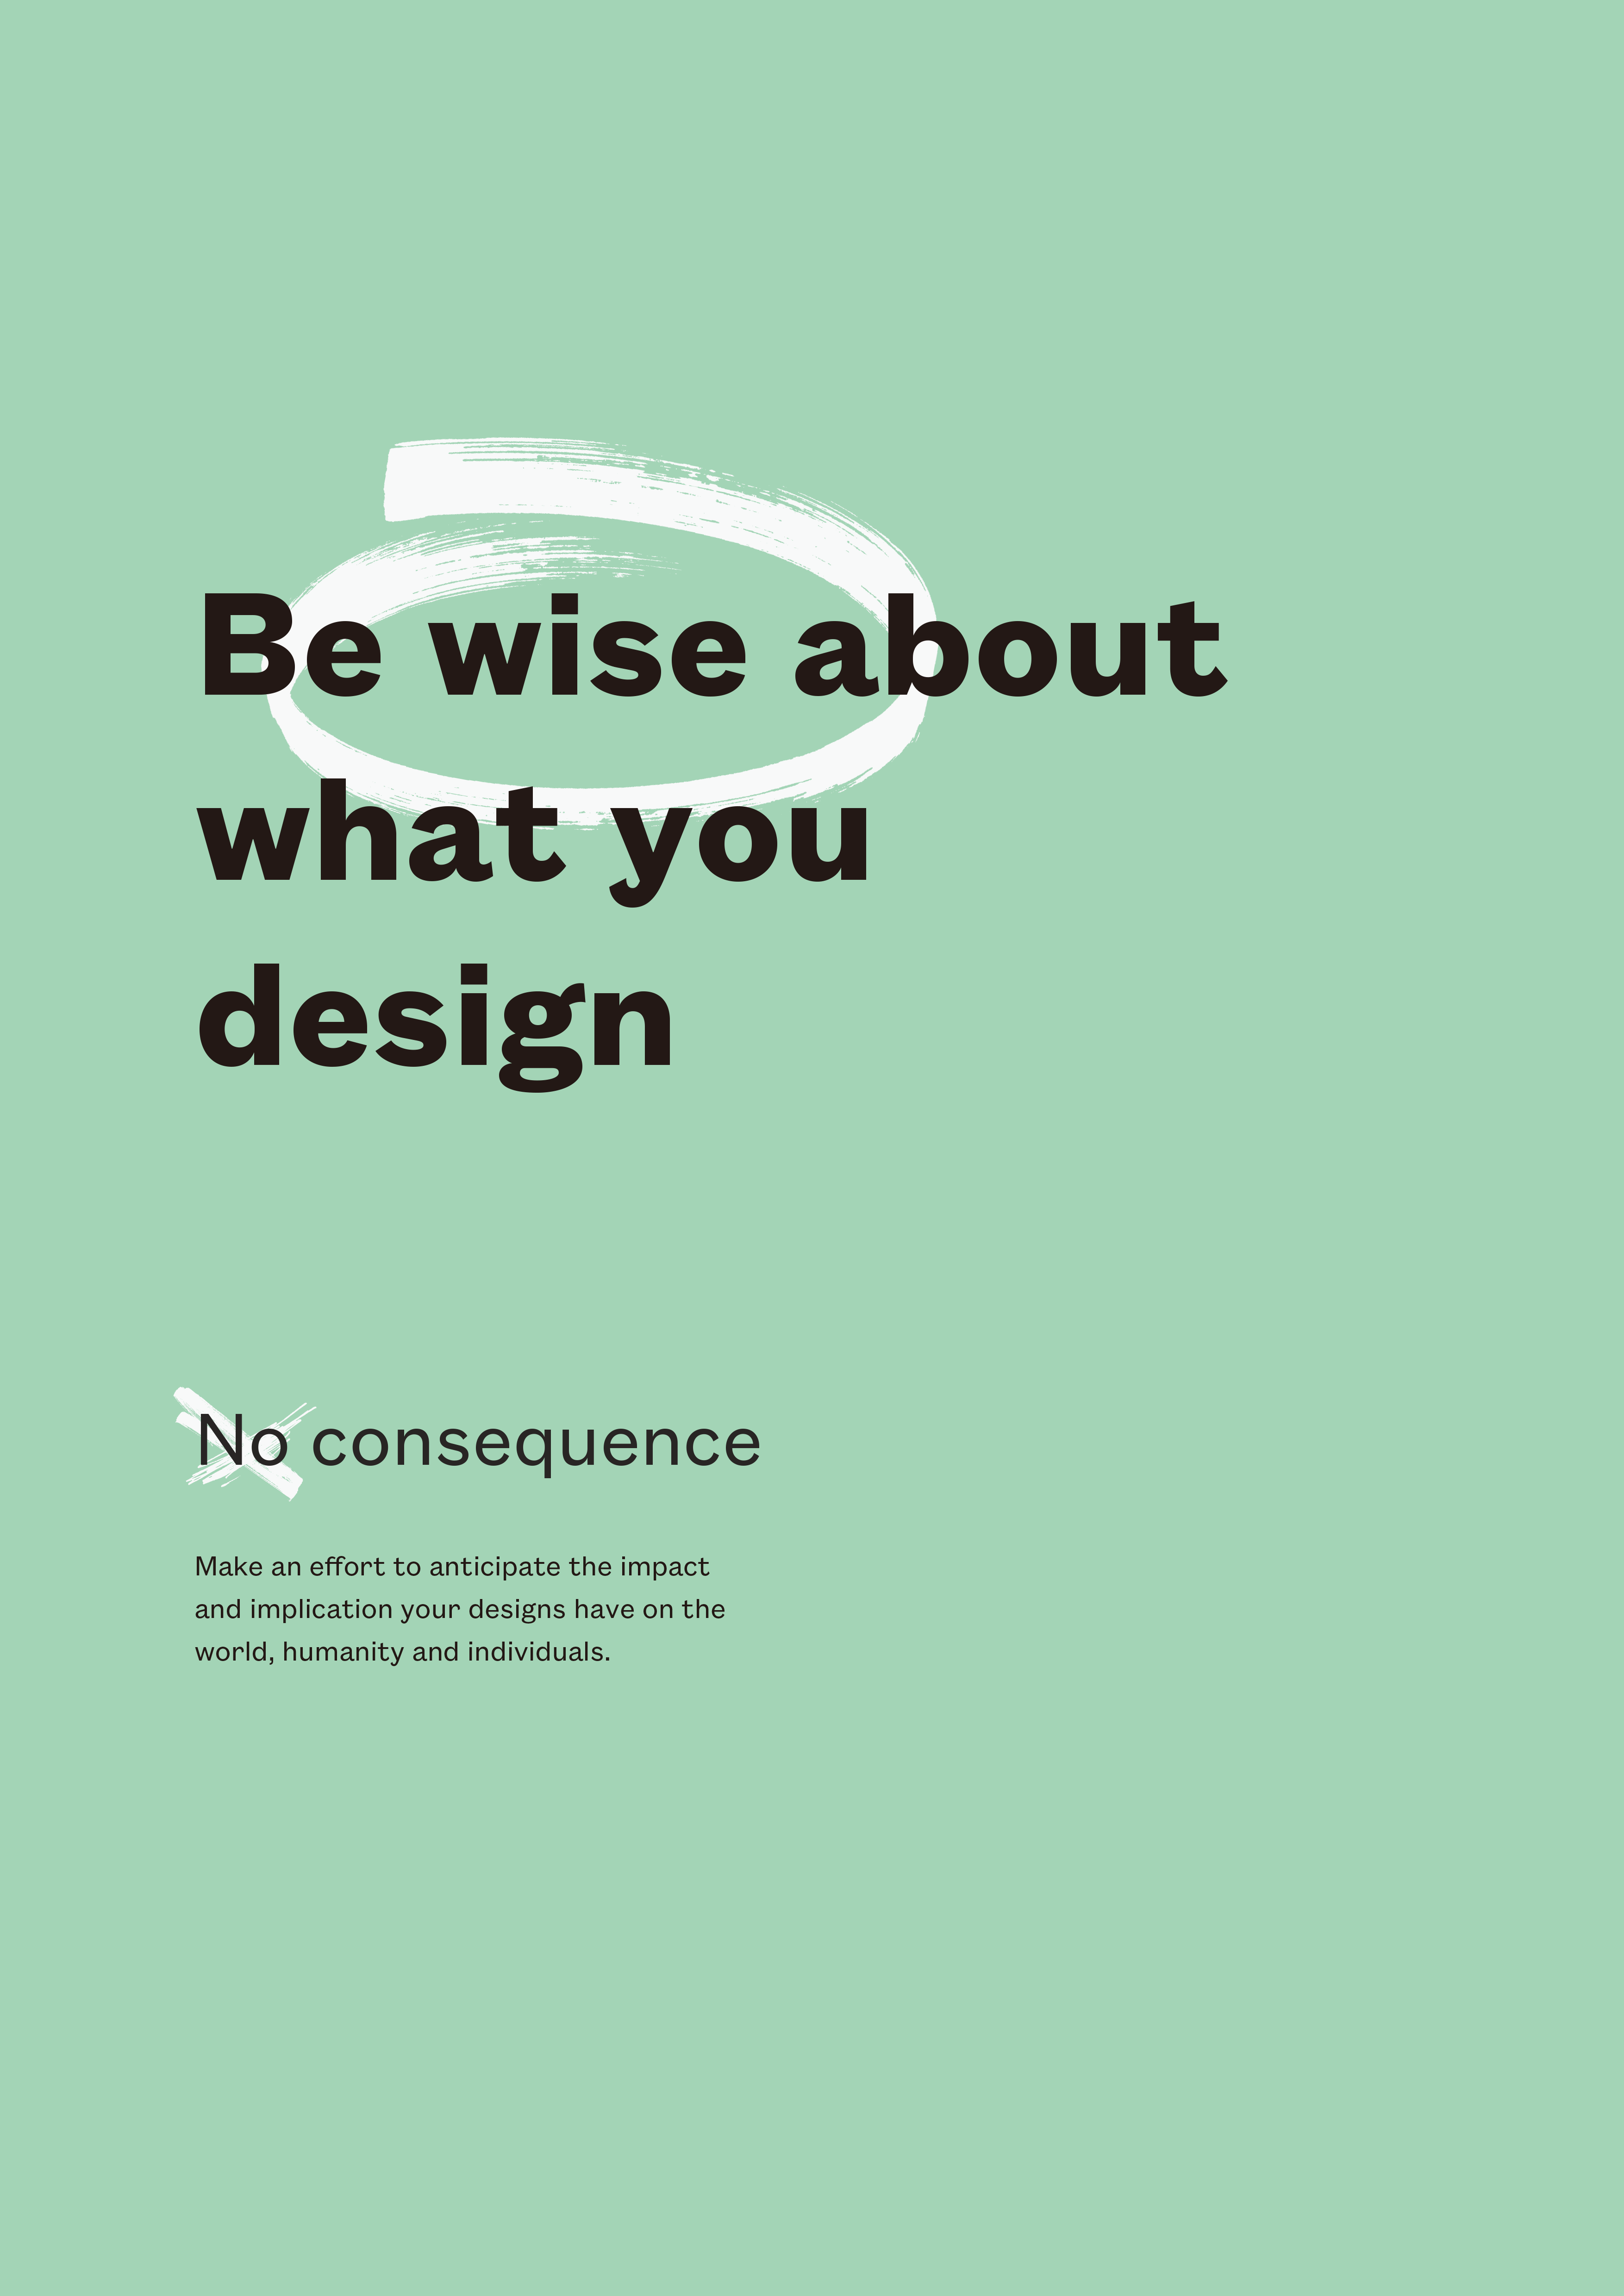 Be wise about
what you
design
No consequence
Make an effort to anticipate the impact
and implication your designs have on the
world, humanity and individuals.